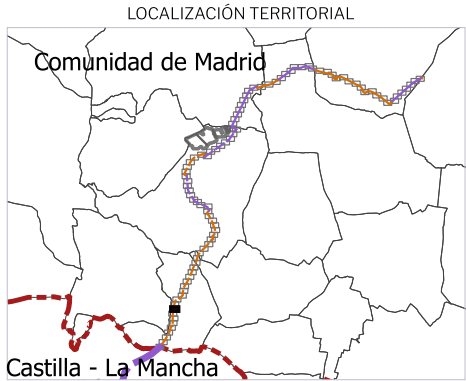 LOCALIZACIÓN TERRITORIAL
Comunidad de Madrid
Castilla - La Mancha